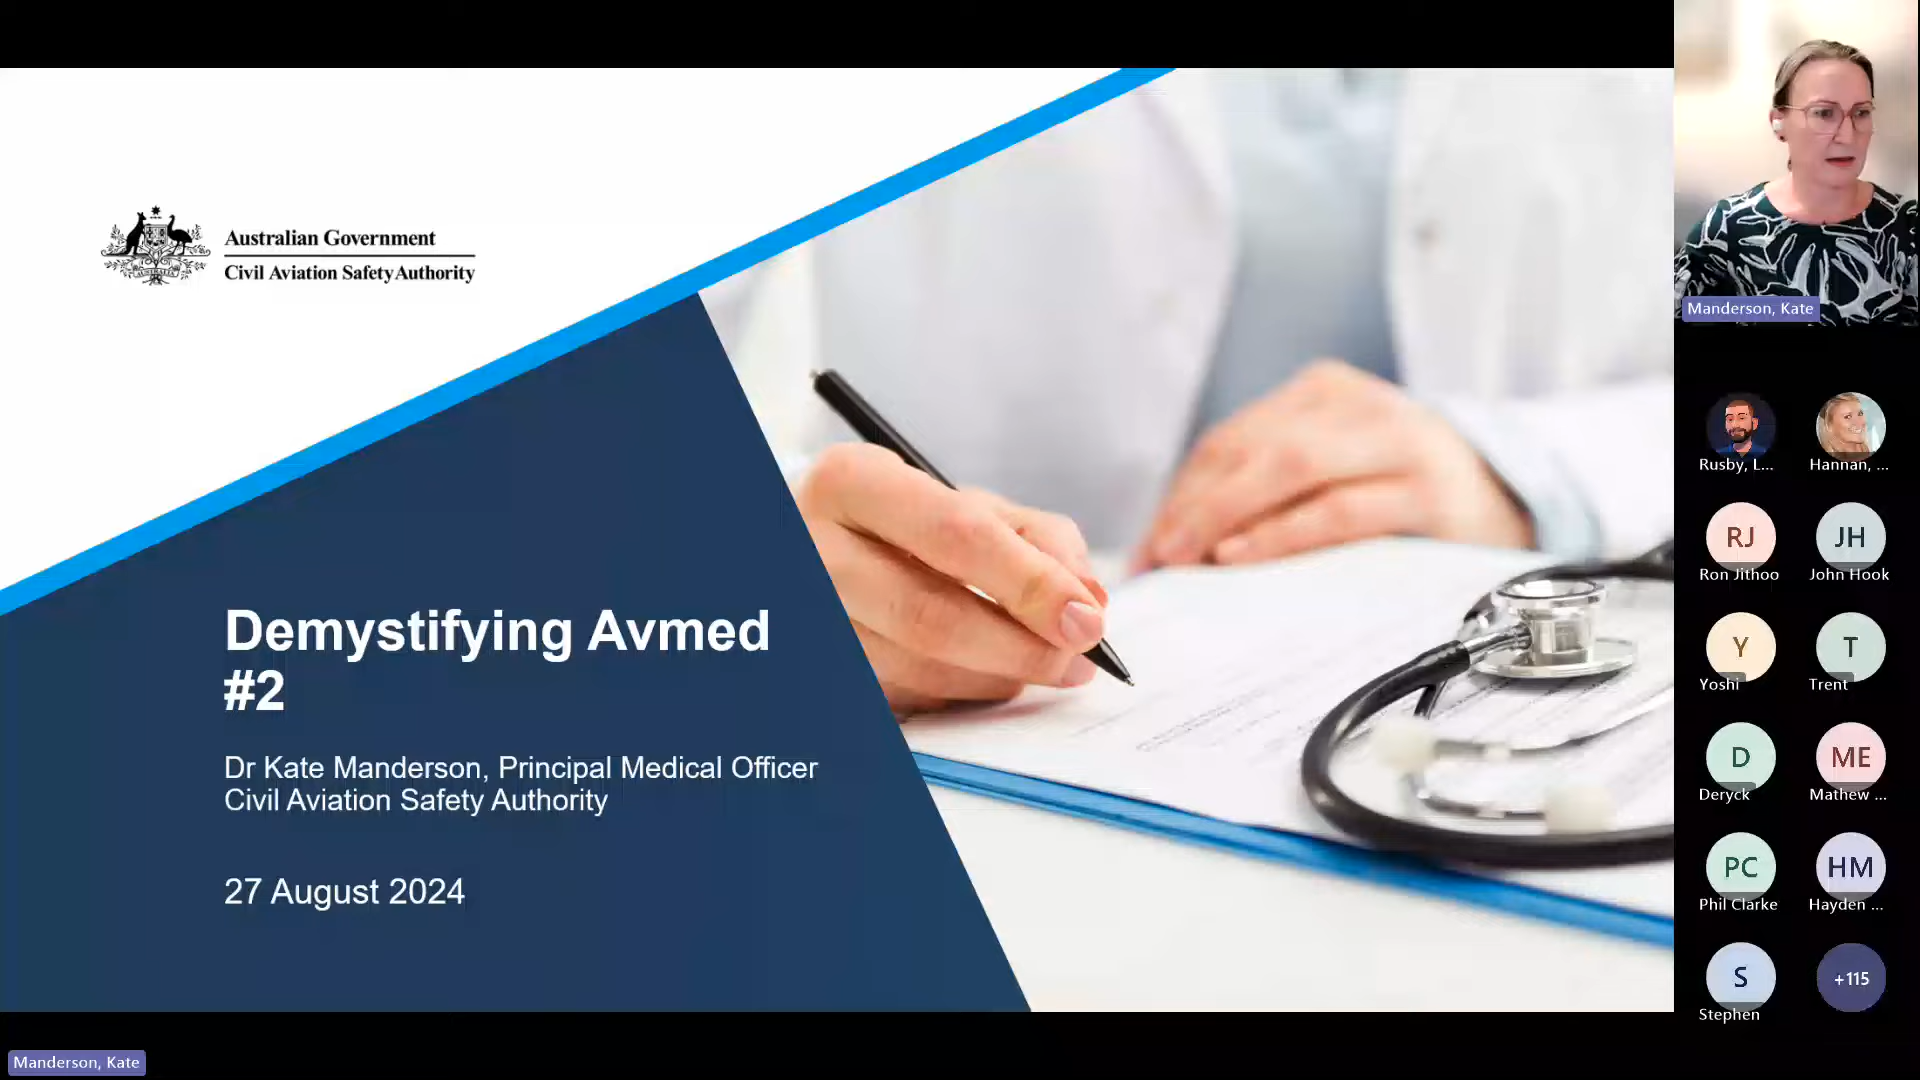 Australian Government
Civil Aviation Safety Authority
Demystifying Avmed
#2
Dr Kate Manderson, Principal Medical Officer
Civil Aviation Safety Authority
27 August 2024
Manderson, Kate
Rusby, L...
Hannan, ...
RJ
Ron Jithoo
JH
John Hook
Y
Yoshi
T
Trent
D
Deryck
ME
Mathew ...
PC
Phil Clarke
HM
Hayden ...
S
Stephen
+115
Manderson, Kate